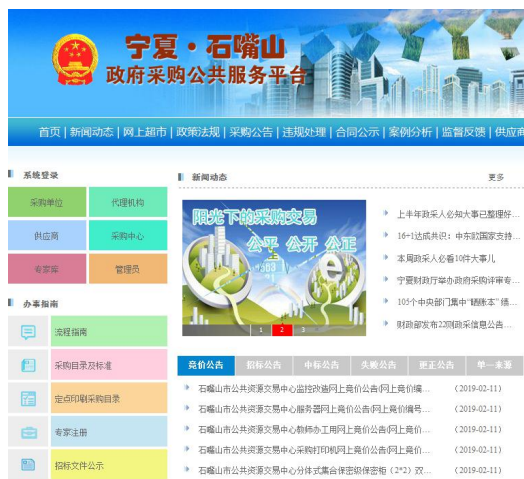 宁夏·石嘴山
政府采购公共服务平台
首页 | 新闻动态 | 网上超市 | 政策法规 | 采购公告 | 违规处理 | 合同公示 | 案例分析 | 监督反馈 | 供应商
系统登录
采购单位 代理机构
供应商 采购中心
专家库 管理员
办事指南
流程指南
采购目录及标准
定点印刷采购目录
专家注册
招标文件公示
新闻动态 更多
阳光下的采购交易
公平 公开 公正
1 2 3
上半年政采人必知大事已整理好...
16+1达成共识：中东欧国家支持...
本周政采人必看10件大事儿
宁夏财政厅举办政府采购评审专...
105个中央部门集中“晒账本”绩...
财政部发布22则政采信息公告...
竞价公告 招标公告 中标公告 失败公告 更正公告 单一来源
石嘴山市公共资源交易中心监控改造网上竞价公告(网上竞价编... （2019-02-11）
石嘴山市公共资源交易中心服务器网上竞价公告(网上竞价编号... （2019-02-11）
石嘴山市公共资源交易中心教师办工用网上竞价公告(网上竞价... （2019-02-11）
石嘴山市公共资源交易中心采购打印机网上竞价公告(网上竞价... （2019-02-11）
石嘴山市公共资源交易中心分体式集合保密级保密柜（2*2）双... （2019-02-11）